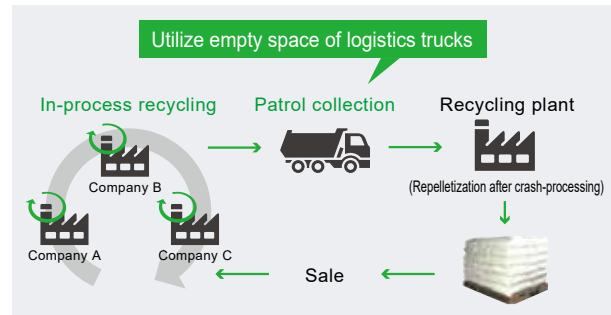 Utilize empty space of logistics trucks
In-process recycling
Patrol collection
Recycling plant
Company B
(Repelletization after crash-processing)
Company A
Company C
Sale